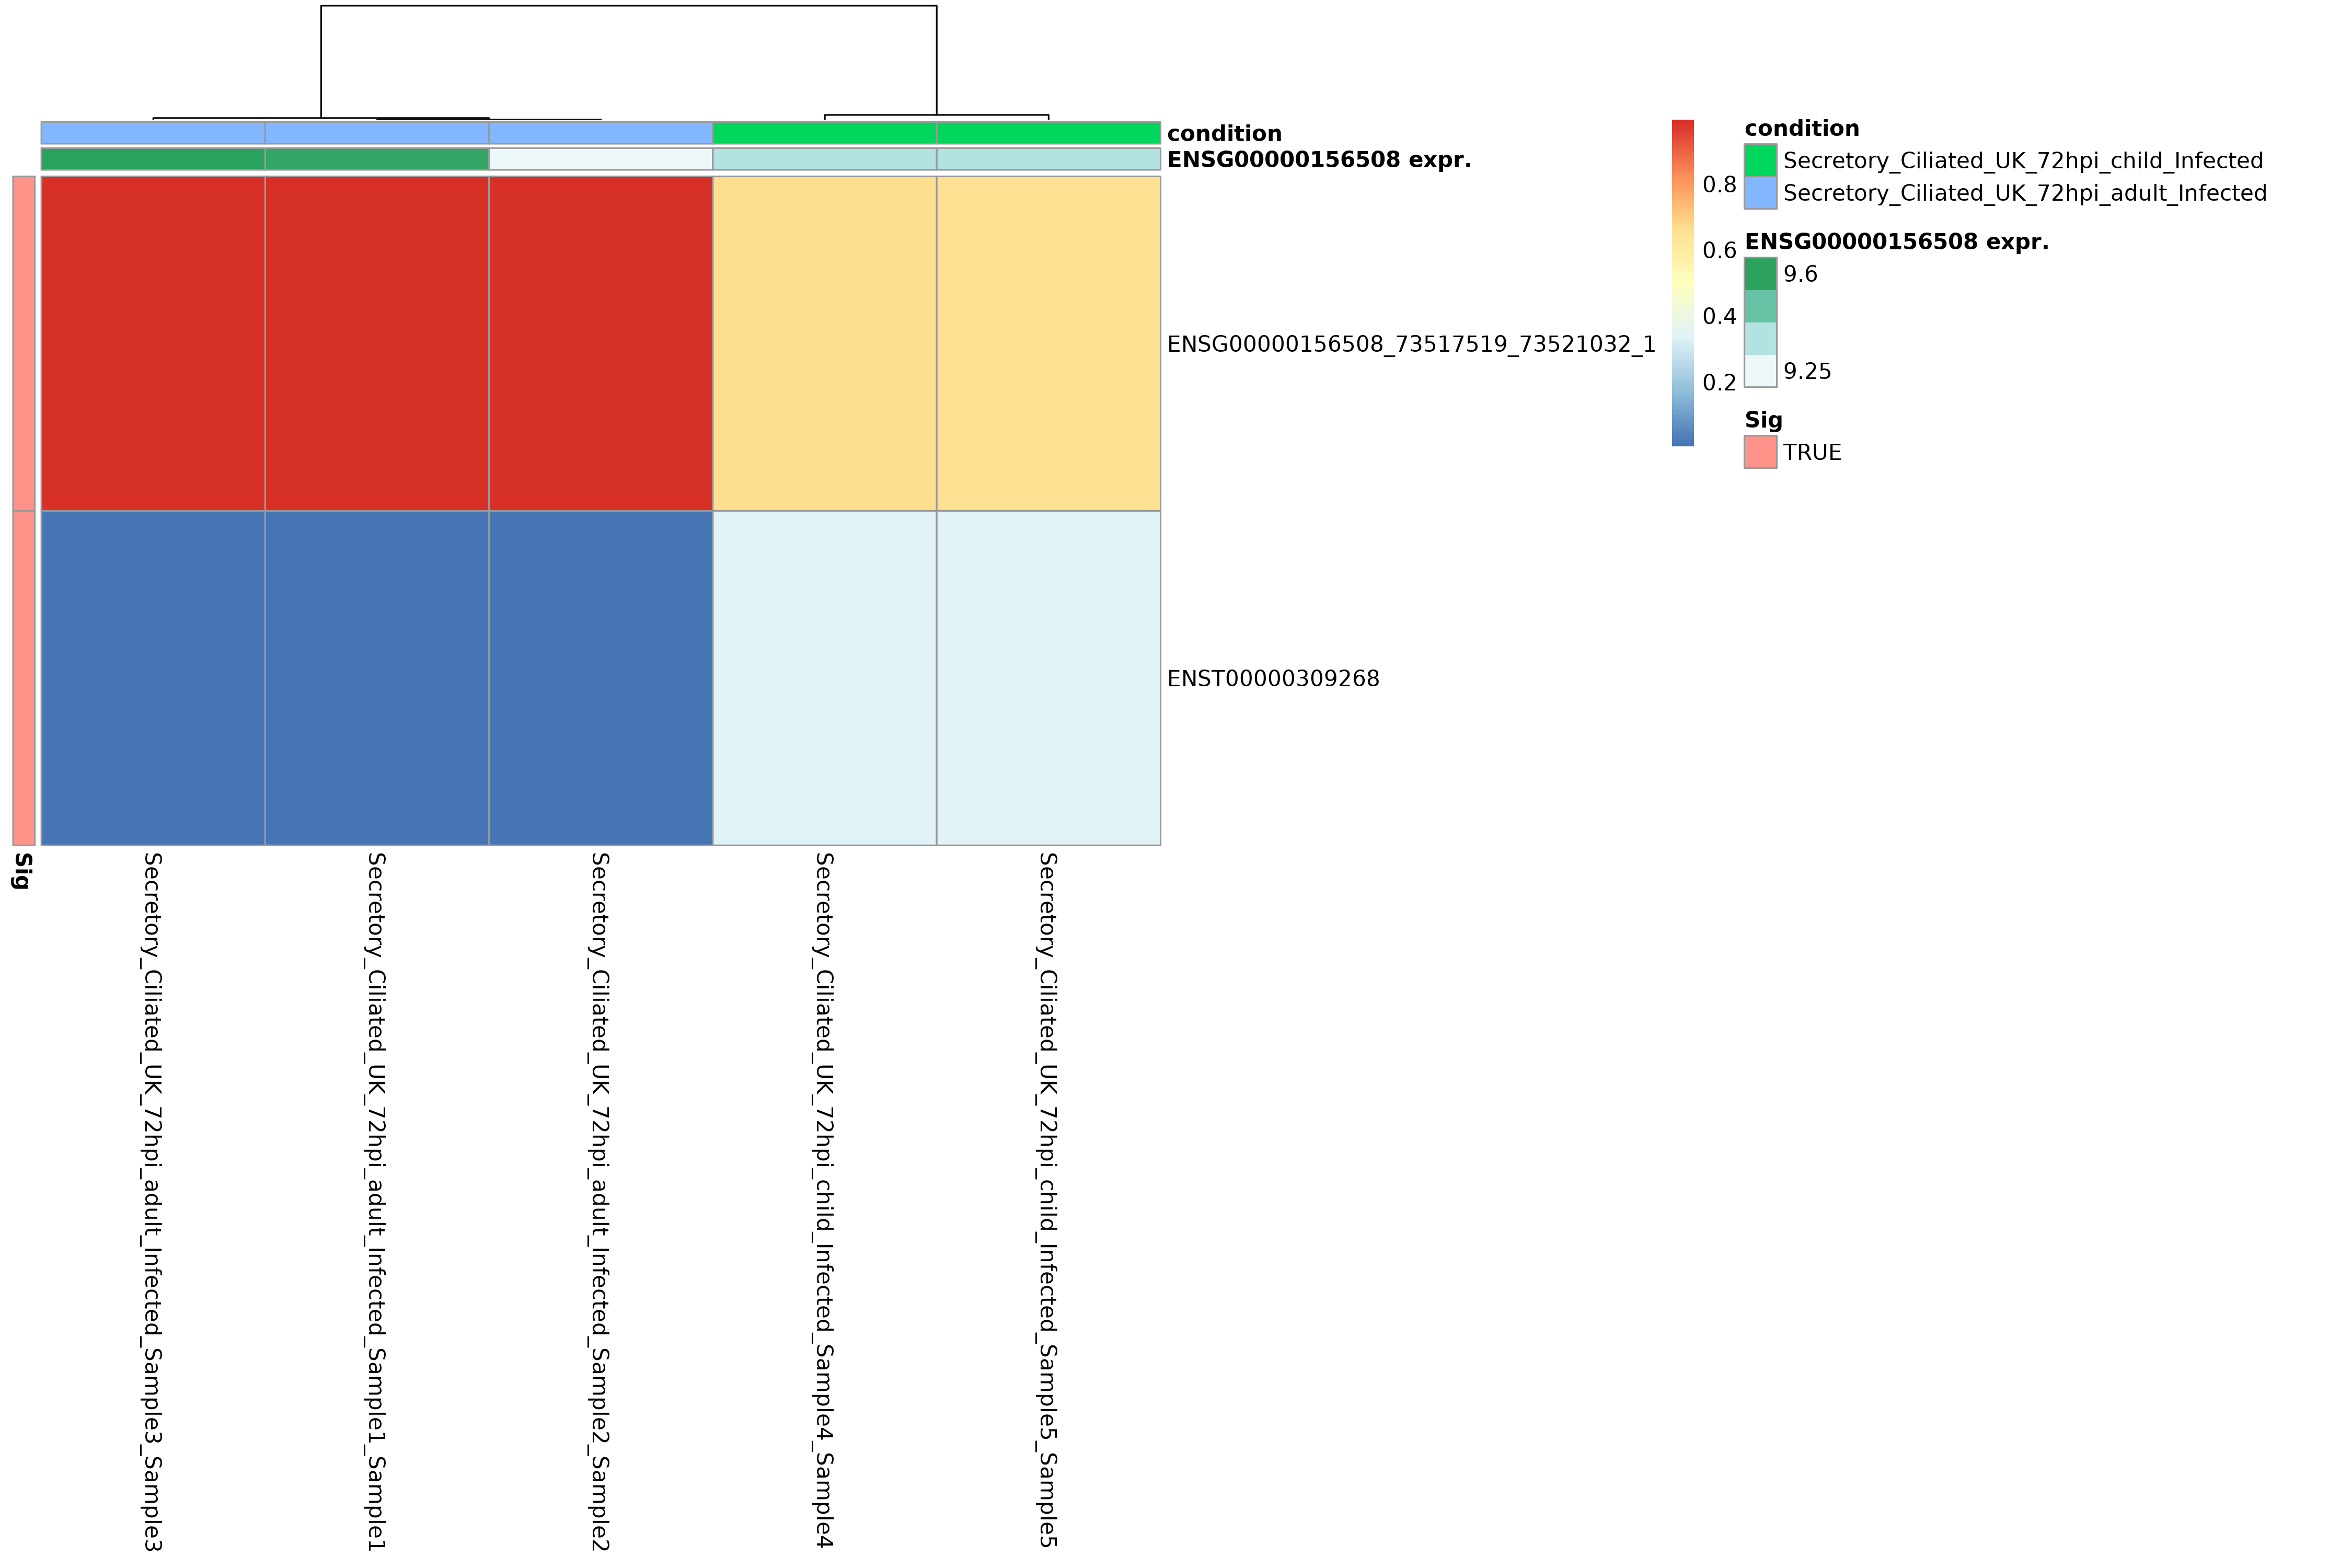 condition
ENSG00000156508 expr.
ENSG00000156508_73517519_73521032_1
ENST00000309268
Sig
Secretory_Ciliated_UK_72hpi_adult_Infected_Sample3_Sample3
Secretory_Ciliated_UK_72hpi_adult_Infected_Sample1_Sample1
Secretory_Ciliated_UK_72hpi_adult_Infected_Sample2_Sample2
Secretory_Ciliated_UK_72hpi_child_Infected_Sample4_Sample4
Secretory_Ciliated_UK_72hpi_child_Infected_Sample5_Sample5
0.8
0.6
0.4
0.2
condition
Secretory_Ciliated_UK_72hpi_child_Infected
Secretory_Ciliated_UK_72hpi_adult_Infected
ENSG00000156508 expr.
9.6
9.25
Sig
TRUE